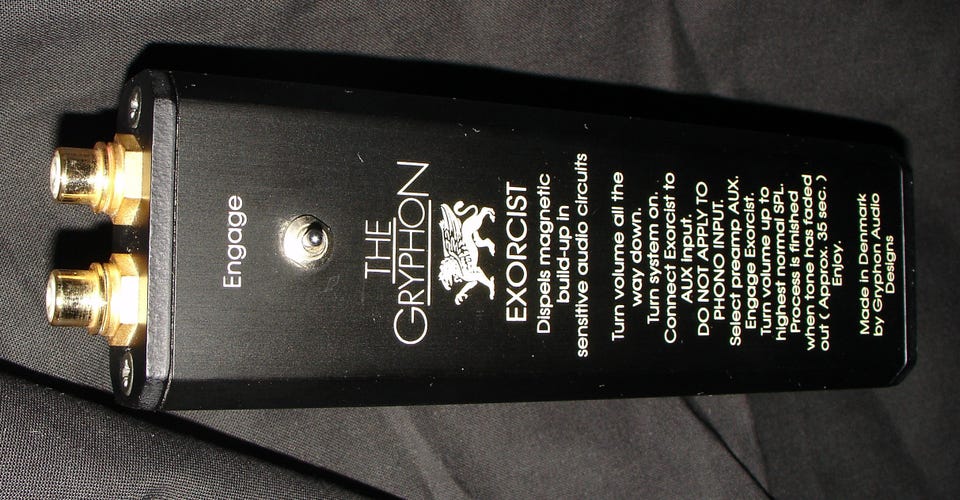 Engage
THE
GRYPHON
EXORCIST
Dispels magnetic
build-up in
sensitive audio circuits
Turn volume all the
way down.
Turn system on.
Connect Exorcist to
AUX Input.
DO NOT APPLY TO
PHONO INPUT.
Select preamp AUX.
Engage Exorcist.
Turn volume up to
highest normal SPL.
Process is finished
when tone has faded
out ( Approx. 35 sec. )
Enjoy.
Made in Denmark
by Gryphon Audio
Designs